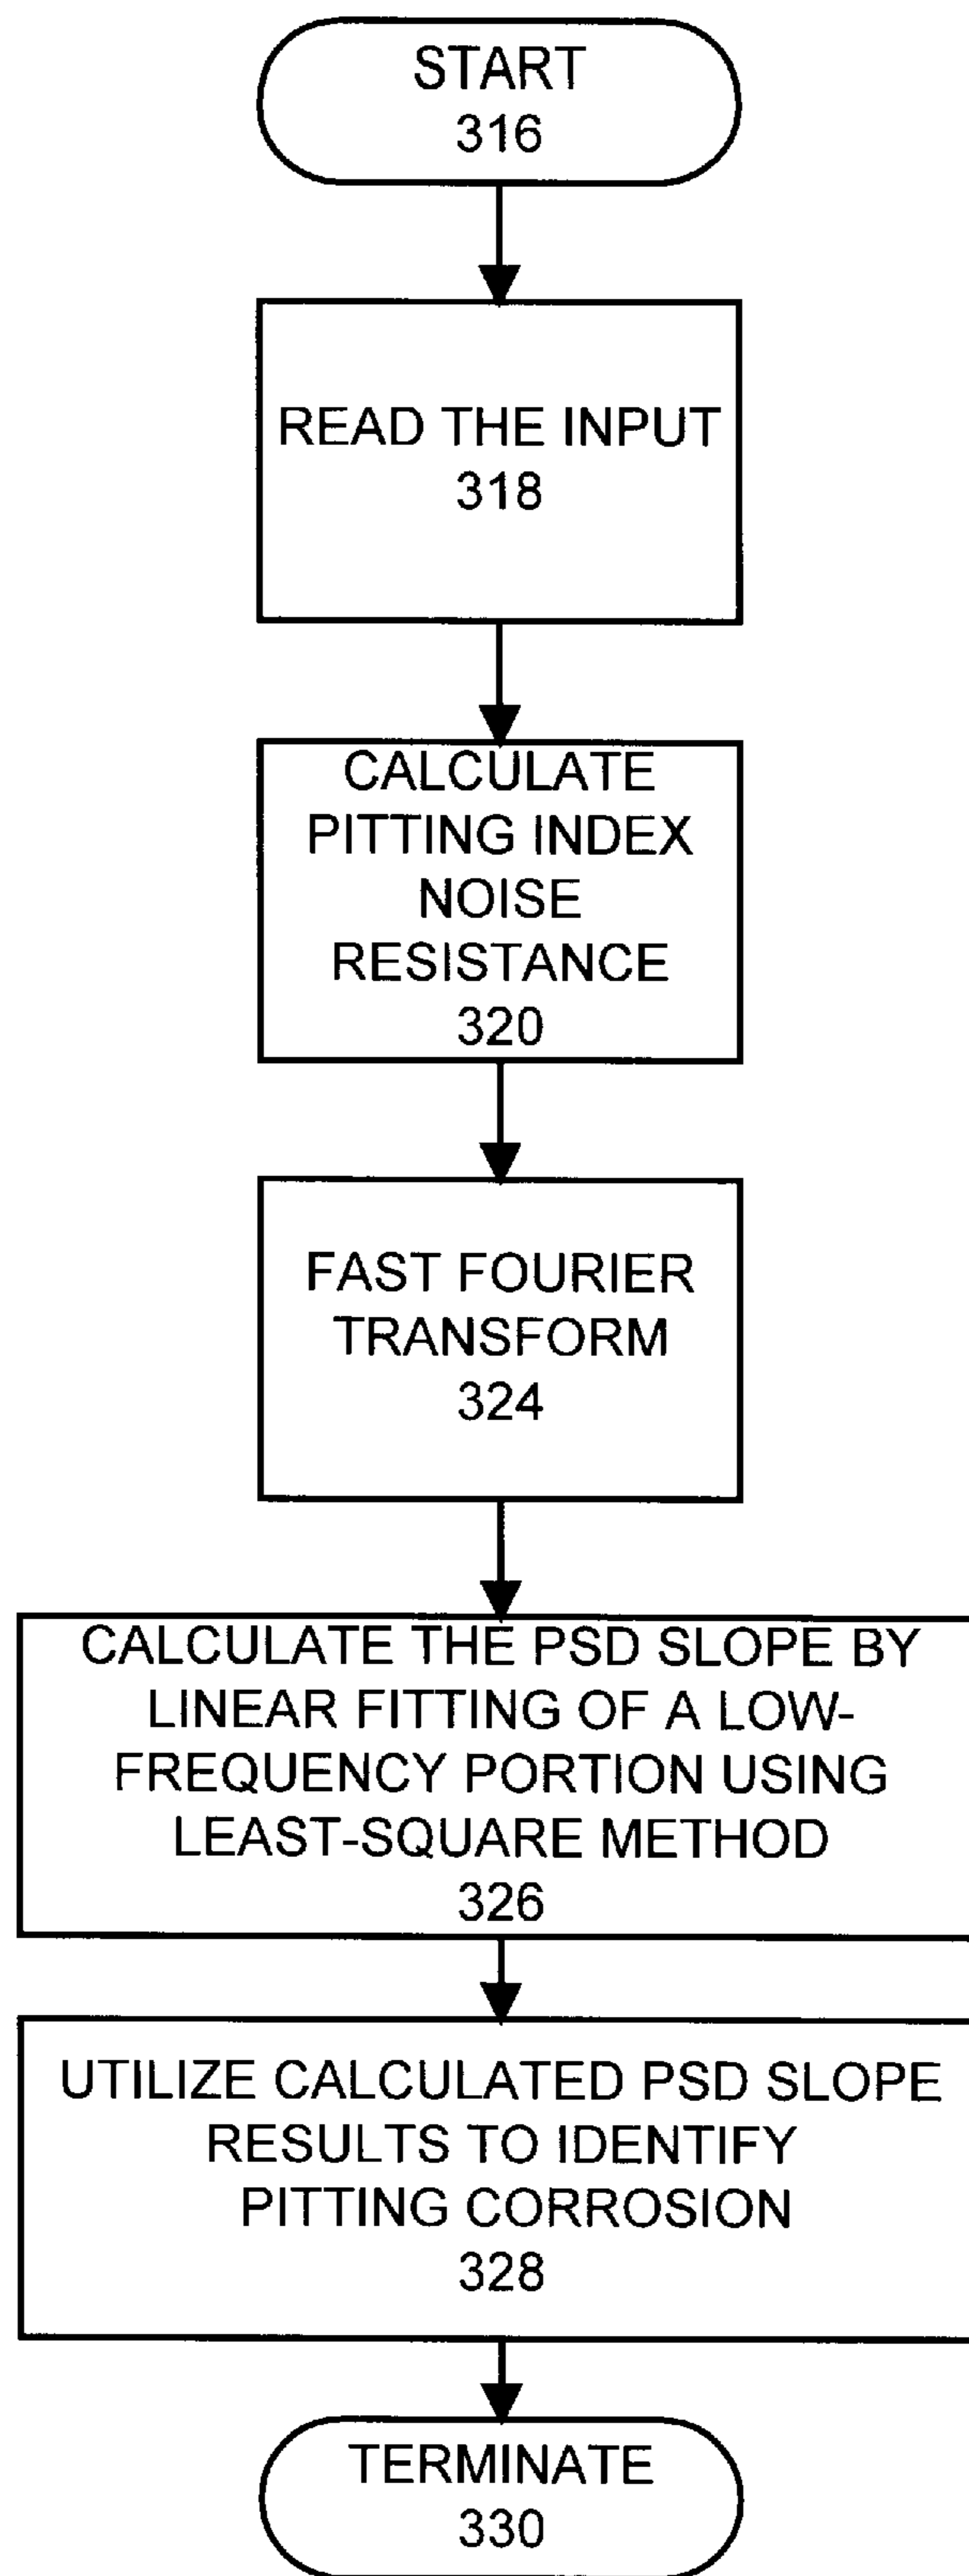 START
316
READ THE INPUT
318
CALCULATE
PITTING INDEX
NOISE
RESISTANCE
320
FAST FOURIER
TRANSFORM
324
CALCULATE THE PSD SLOPE BY
LINEAR FITTING OF A LOW-
FREQUENCY PORTION USING
LEAST-SQUARE METHOD
326
UTILIZE CALCULATED PSD SLOPE
RESULTS TO IDENTIFY
PITTING CORROSION
328
TERMINATE
330